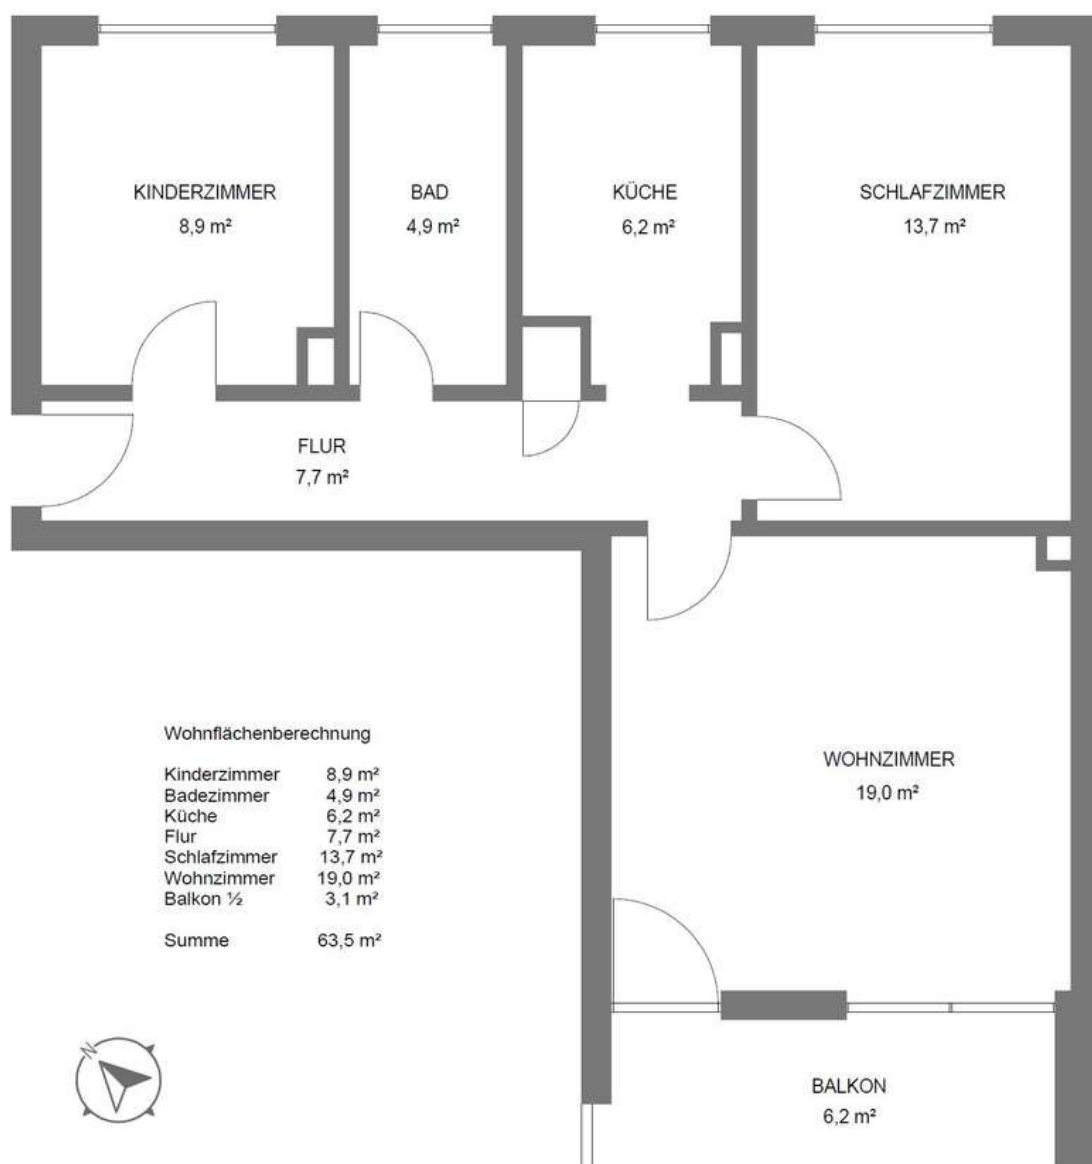 KINDERZIMMER
8,9 m²
BAD
4,9 m²
KÜCHE
6,2 m²
SCHLAFZIMMER
13,7 m²
FLUR
7,7 m²
WOHNZIMMER
19,0 m²
Wohnflächenberechnung
Kinderzimmer 8,9 m²
Badezimmer 4,9 m²
Küche 6,2 m²
Flur 7,7 m²
Schlafzimmer 13,7 m²
Wohnzimmer 19,0 m²
Balkon ½ 3,1 m²
Summe 63,5 m²
N
BALKON
6,2 m²